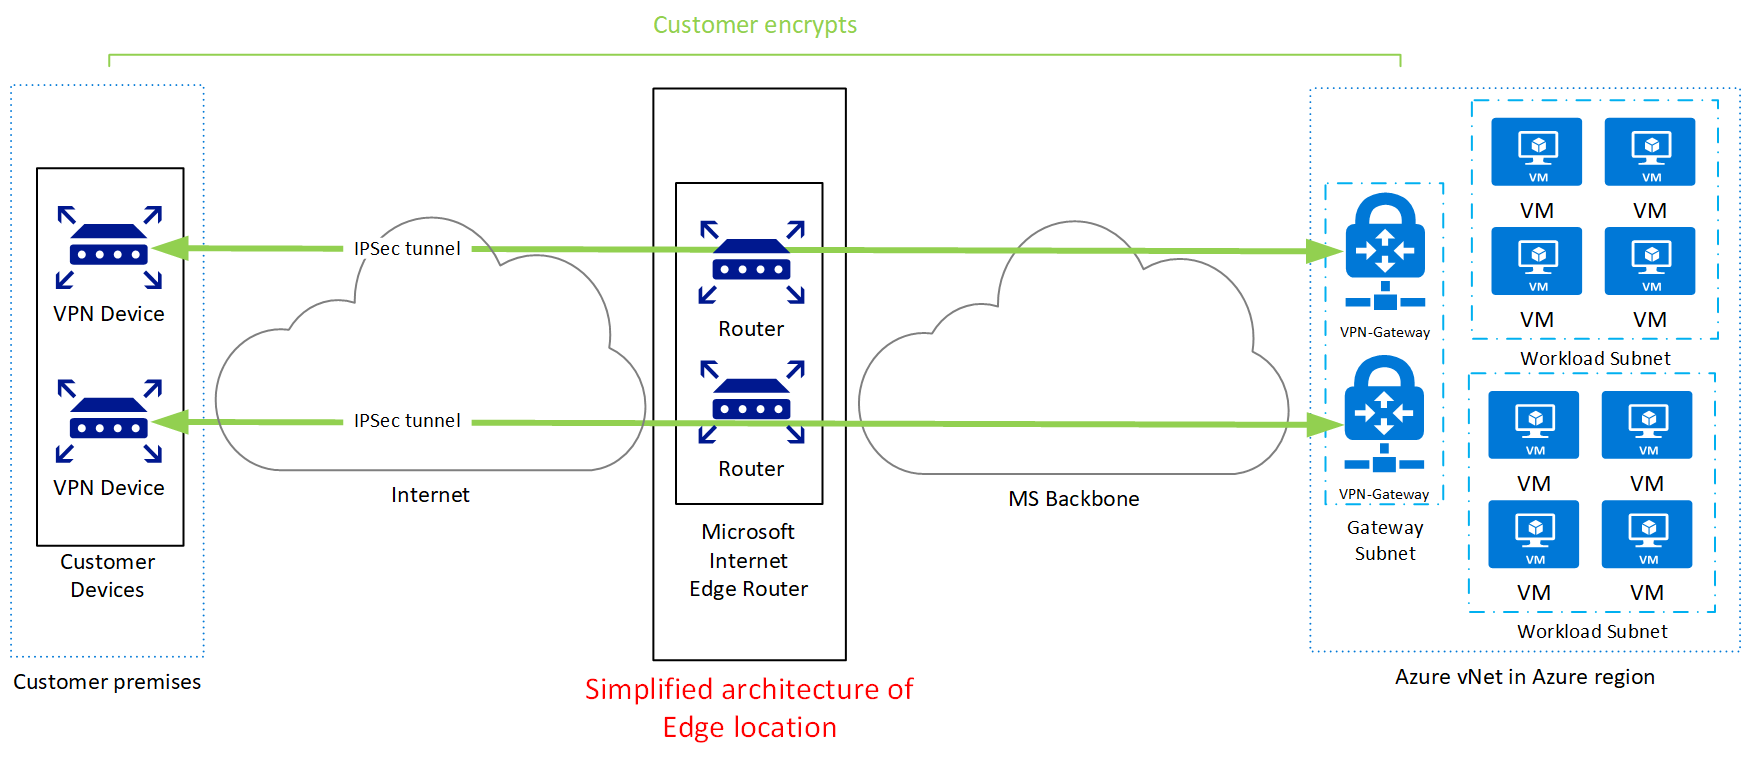 Customer encrypts
IPSec tunnel
VPN Device
IPSec tunnel
VPN Device
Customer
Devices
Customer premises
Internet
Router
Router
Microsoft
Internet
Edge Router
Simplified architecture of
Edge location
MS Backbone
VPN-Gateway
VPN-Gateway
Gateway
Subnet
VM
VM
VM
VM
VM
VM
VM
VM
Workload Subnet
VM
VM
VM
VM
VM
VM
VM
VM
Workload Subnet
Azure vNet in Azure region